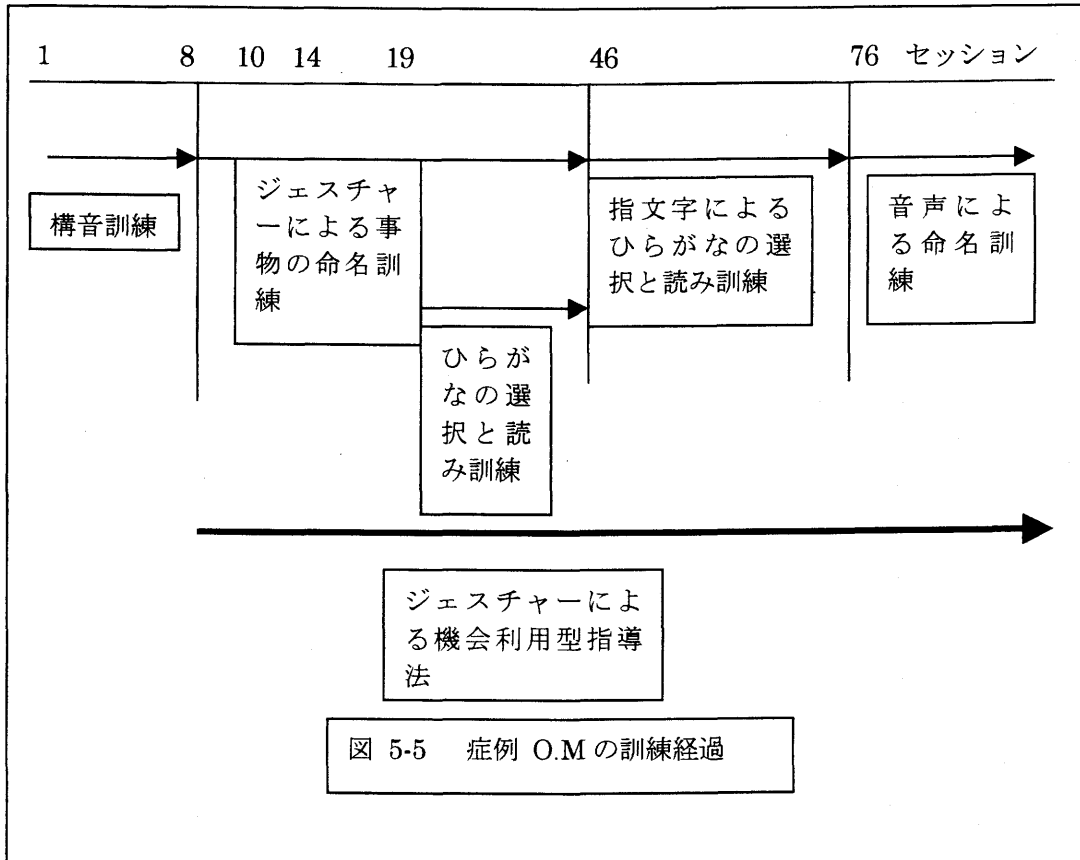 1 8 10 14 19 46 76 セッション
構音訓練
ジェスチャ
ーによる事
物の命名訓
練
ひらが
なの選
択と読
み訓練
指文字による
ひらがなの選
択と読み訓練
音声によ
る命名訓
練
ジェスチャーによ
る機会利用型指導
法
図 5-5 症例 O.M の訓練経過